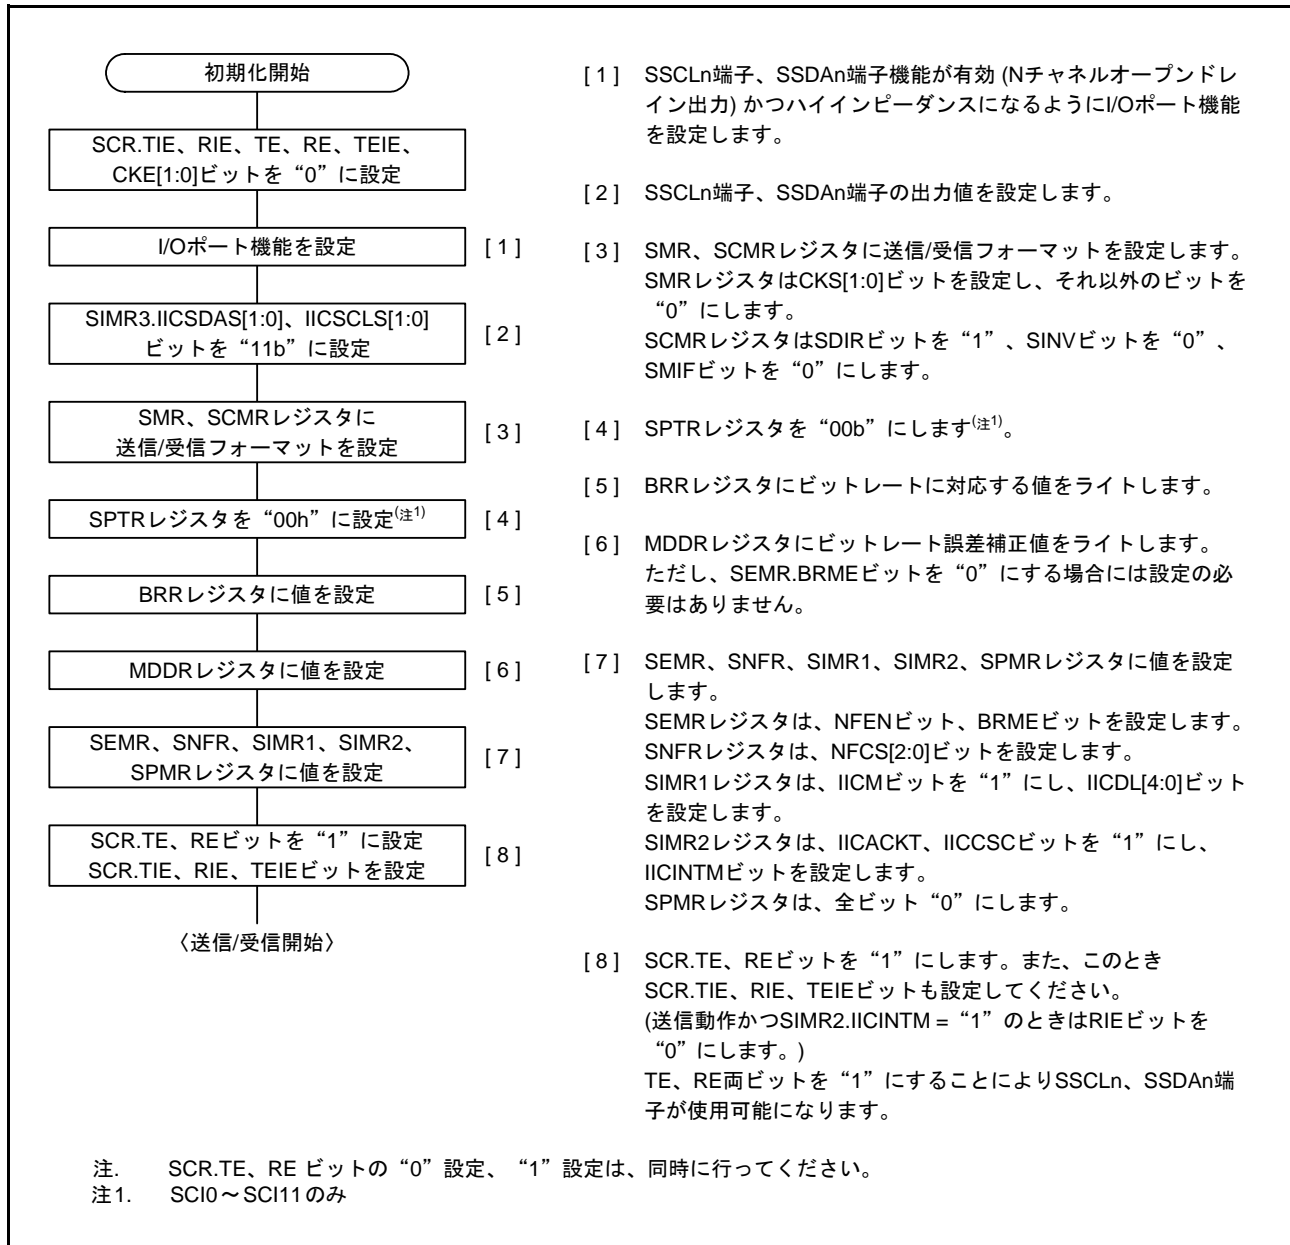 初期化開始
SCR.TIE、RIE、TE、RE、TEIE、
CKE[1:0]ビットを“0”に設定
I/Oポート機能を設定
[ 1 ]
SIMR3.IICSDAS[1:0]、IICSCLS[1:0]
ビットを“11b”に設定
[ 2 ]
SMR、SCMRレジスタに
送信/受信フォーマットを設定
[ 3 ]
SPTRレジスタを“00h”に設定(注1)
[ 4 ]
BRRレジスタに値を設定
[ 5 ]
MDDRレジスタに値を設定
[ 6 ]
SEMR、SNFR、SIMR1、SIMR2、
SPMRレジスタに値を設定
[ 7 ]
SCR.TE、REビットを“1”に設定
SCR.TIE、RIE、TEIEビットを設定
[ 8 ]
〈送信/受信開始〉
[ 1 ] SSCLn端子、SSDAn端子機能が有効 (Nチャネルオープンドレ
イン出力) かつハイインピーダンスになるようにI/Oポート機能
を設定します。
[ 2 ] SSCLn端子、SSDAn端子の出力値を設定します。
[ 3 ] SMR、SCMRレジスタに送信/受信フォーマットを設定します。
SMRレジスタはCKS[1:0]ビットを設定し、それ以外のビットを
“0”にします。
SCMRレジスタはSDIRビットを“1”、SINVビットを“0”、
SMIFビットを“0”にします。
[ 4 ] SPTRレジスタを“00b”にします(注1)。
[ 5 ] BRRレジスタにビットレートに対応する値をライトします。
[ 6 ] MDDRレジスタにビットレート誤差補正値をライトします。
ただし、SEMR.BRMEビットを“0”にする場合には設定の必
要はありません。
[ 7 ] SEMR、SNFR、SIMR1、SIMR2、SPMRレジスタに値を設定
します。
SEMRレジスタは、NFENビット、BRMEビットを設定します。
SNFRレジスタは、NFCS[2:0]ビットを設定します。
SIMR1レジスタは、IICMビットを“1”にし、IICDL[4:0]ビット
を設定します。
SIMR2レジスタは、IICACKT、IICCSCビットを“1”にし、
IICINTMビットを設定します。
SPMRレジスタは、全ビット“0”にします。
[ 8 ] SCR.TE、REビットを“1”にします。また、このとき
SCR.TIE、RIE、TEIEビットも設定してください。
(送信動作かつSIMR2.IICINTM =“1”のときはRIEビットを
“0”にします。)
TE、RE両ビットを“1”にすることによりSSCLn、SSDAn端
子が使用可能になります。
注. SCR.TE、RE ビットの“0”設定、“1”設定は、同時に行ってください。
注1. SCI0～SCI11のみ